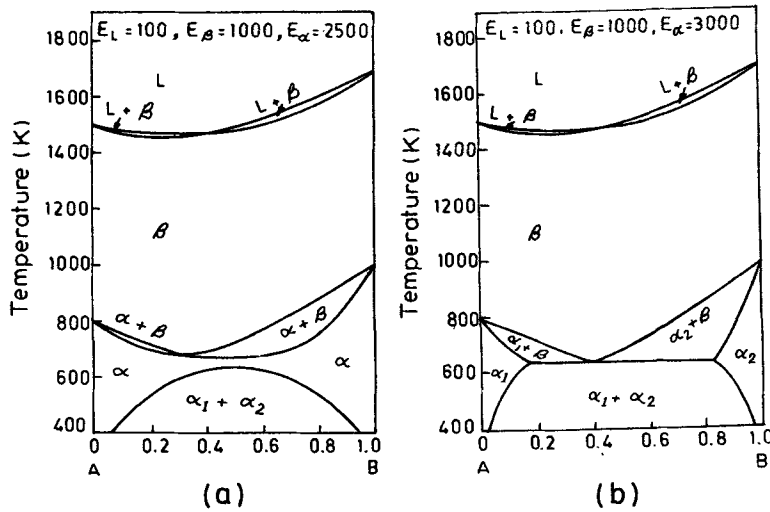 E_L = 100, E_β = 1000, E_α = 2500
1800
1600
1400
1200
1000
800
600
400
Temperature (K)
L
L + β
L + β
β
α + β
α + β
α
α
α₁ + α₂
0 0.2 0.4 0.6 0.8 1.0
A B
(a)
E_L = 100. E_β = 1000, E_α = 3000
1800
1600
1400
1200
1000
800
600
400
Temperature (K)
L
L + β
L + β
β
α₁ + β
α₂ + β
α₁
α₂
α₁ + α₂
0 0.2 0.4 0.6 0.8 1.0
A B
(b)